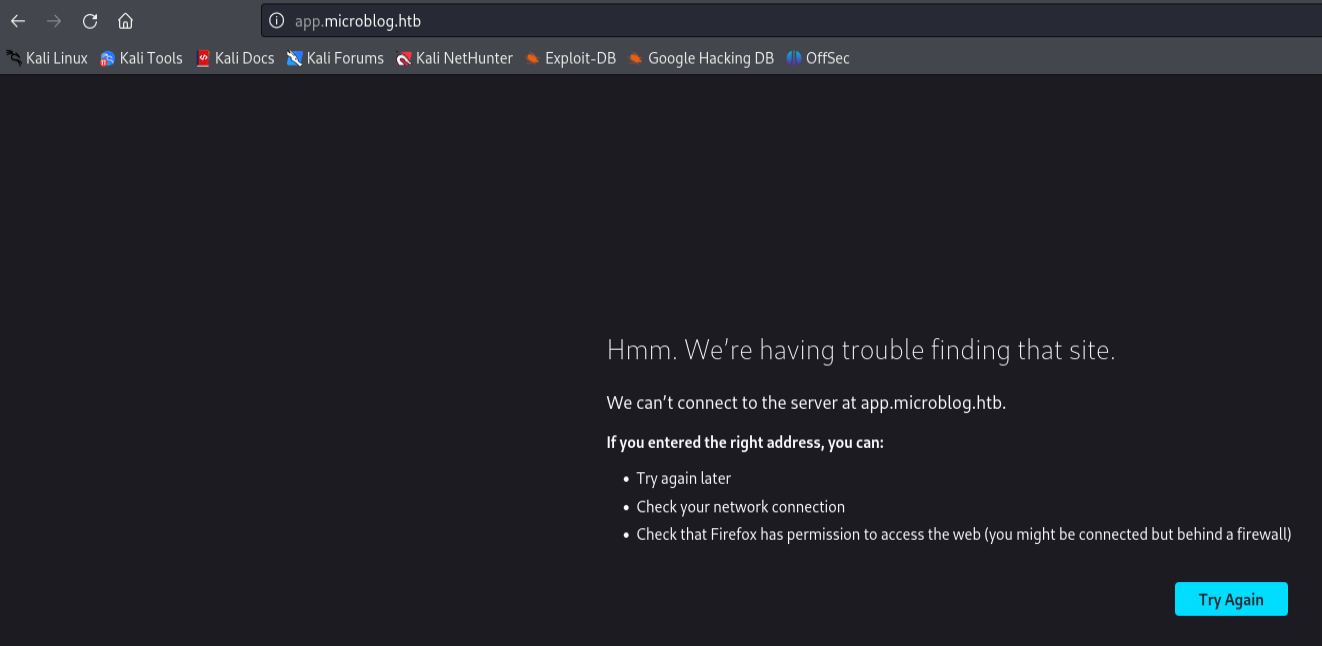 app.microblog.htb
Kali Linux Kali Tools Kali Docs Kali Forums Kali NetHunter Exploit-DB Google Hacking DB OffSec
Hmm. We’re having trouble finding that site.
We can’t connect to the server at app.microblog.htb.
If you entered the right address, you can:
• Try again later
• Check your network connection
• Check that Firefox has permission to access the web (you might be connected but behind a firewall)
Try Again